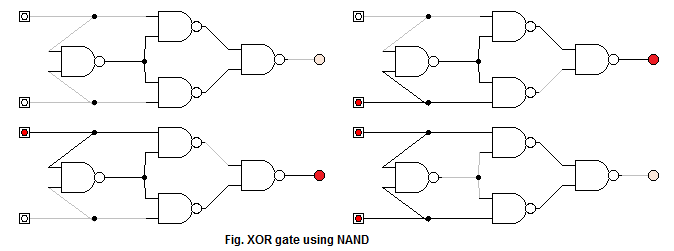 Fig. XOR gate using NAND